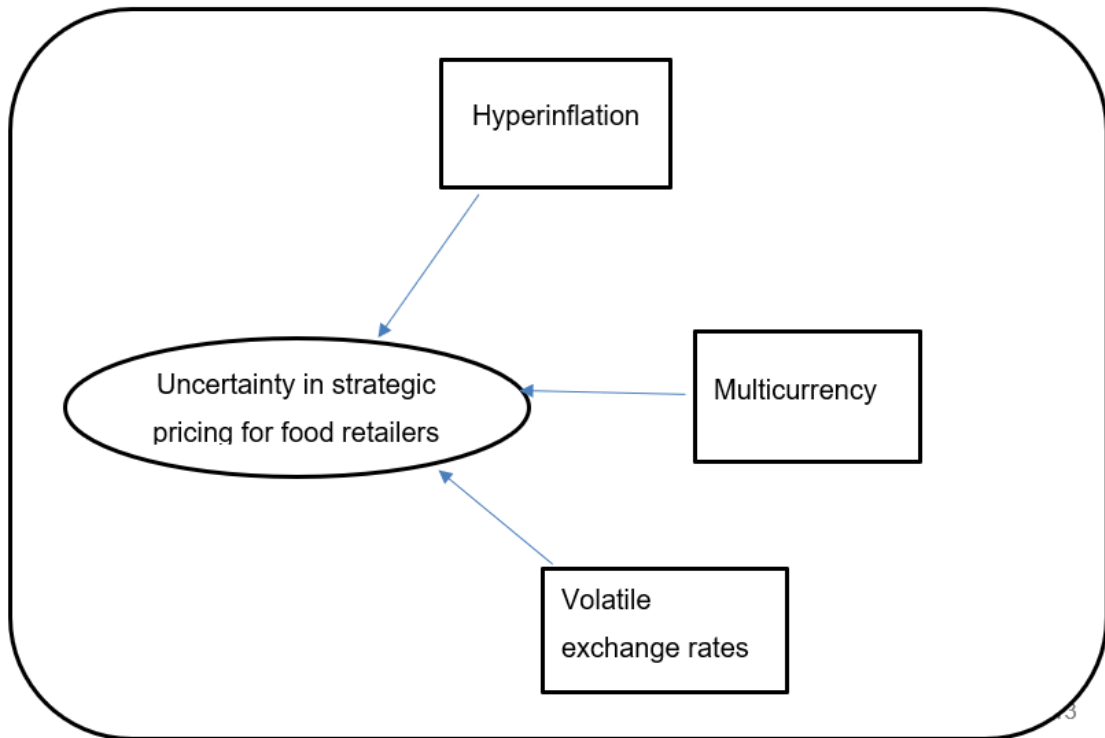 Hyperinflation
Uncertainty in strategic
pricing for food retailers
Multicurrency
Volatile
exchange rates